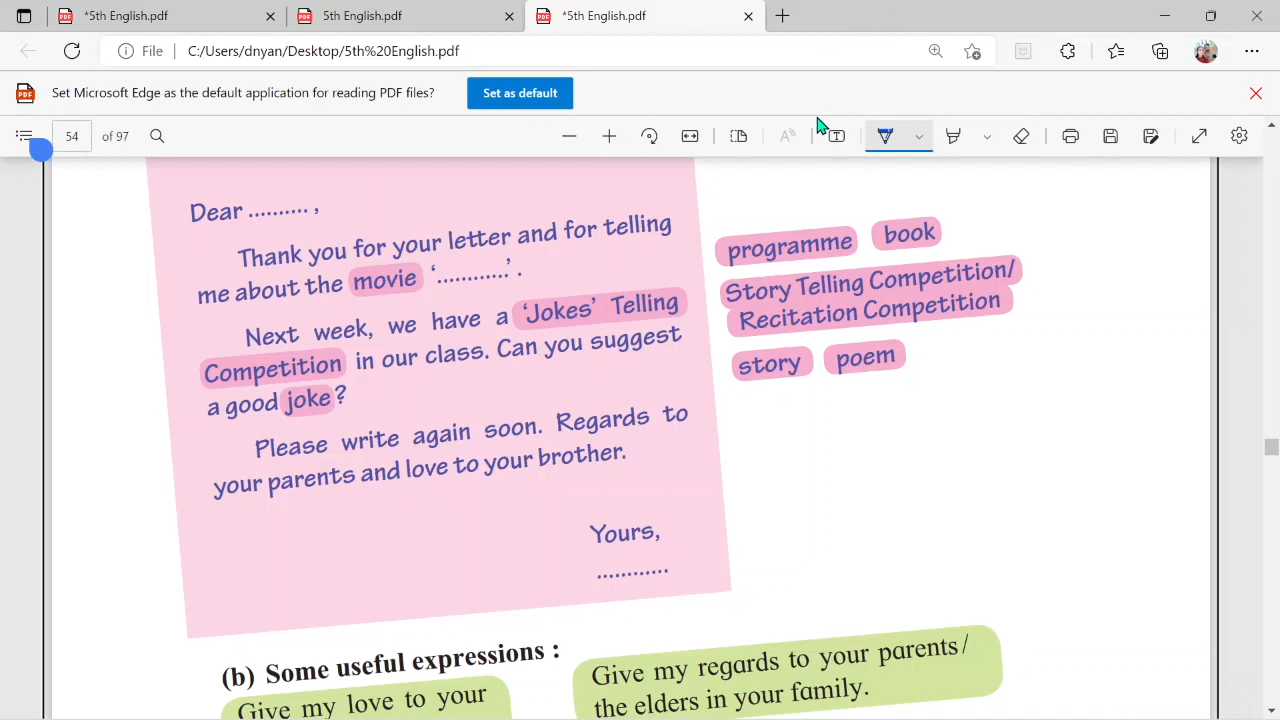 *5th English.pdf
5th English.pdf
*5th English.pdf
File
C:/Users/dnyan/Desktop/5th%20English.pdf
Set Microsoft Edge as the default application for reading PDF files?
Set as default
54 of 97
Dear .......... ,
Thank you for your letter and for telling
me about the movie ‘............’ .
Next week, we have a ‘Jokes’ Telling
Competition in our class. Can you suggest
a good joke ?
Please write again soon. Regards to
your parents and love to your brother.
Yours,
............
programme book
Story Telling Competition/
Recitation Competition
story poem
(b) Some useful expressions :
Give my love to your
Give my regards to your parents/
the elders in your family.